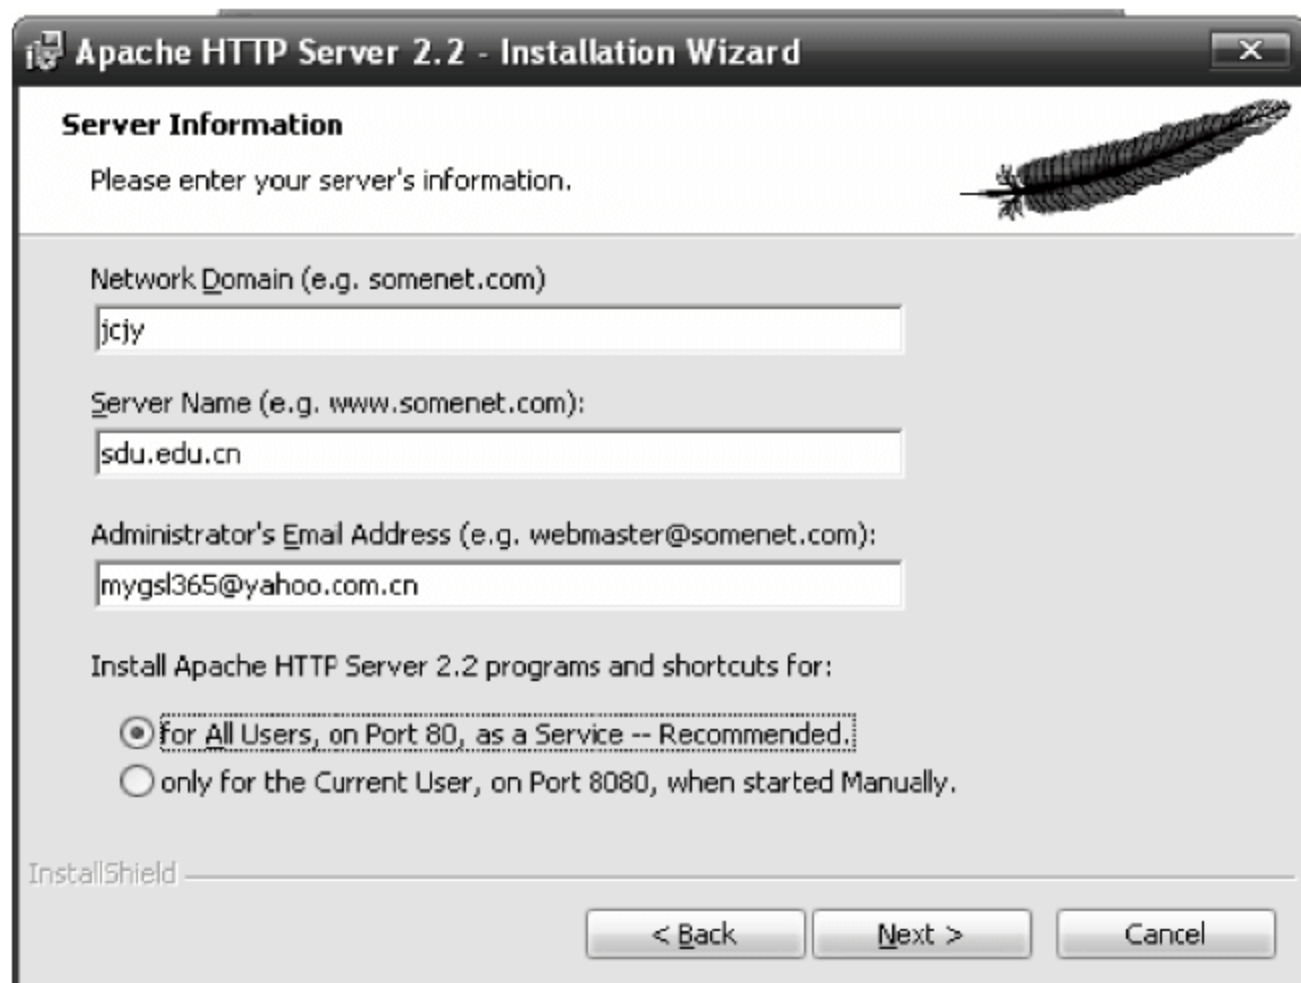 Apache HTTP Server 2.2 - Installation Wizard
Server Information
Please enter your server's information.
Network Domain (e.g. somenet.com)
jcjy
Server Name (e.g. www.somenet.com):
sdu.edu.cn
Administrator's Email Address (e.g. webmaster@somenet.com):
mygsl365@yahoo.com.cn
Install Apache HTTP Server 2.2 programs and shortcuts for:
for All Users, on Port 80, as a Service -- Recommended.
only for the Current User, on Port 8080, when started Manually.
InstallShield
< Back Next > Cancel